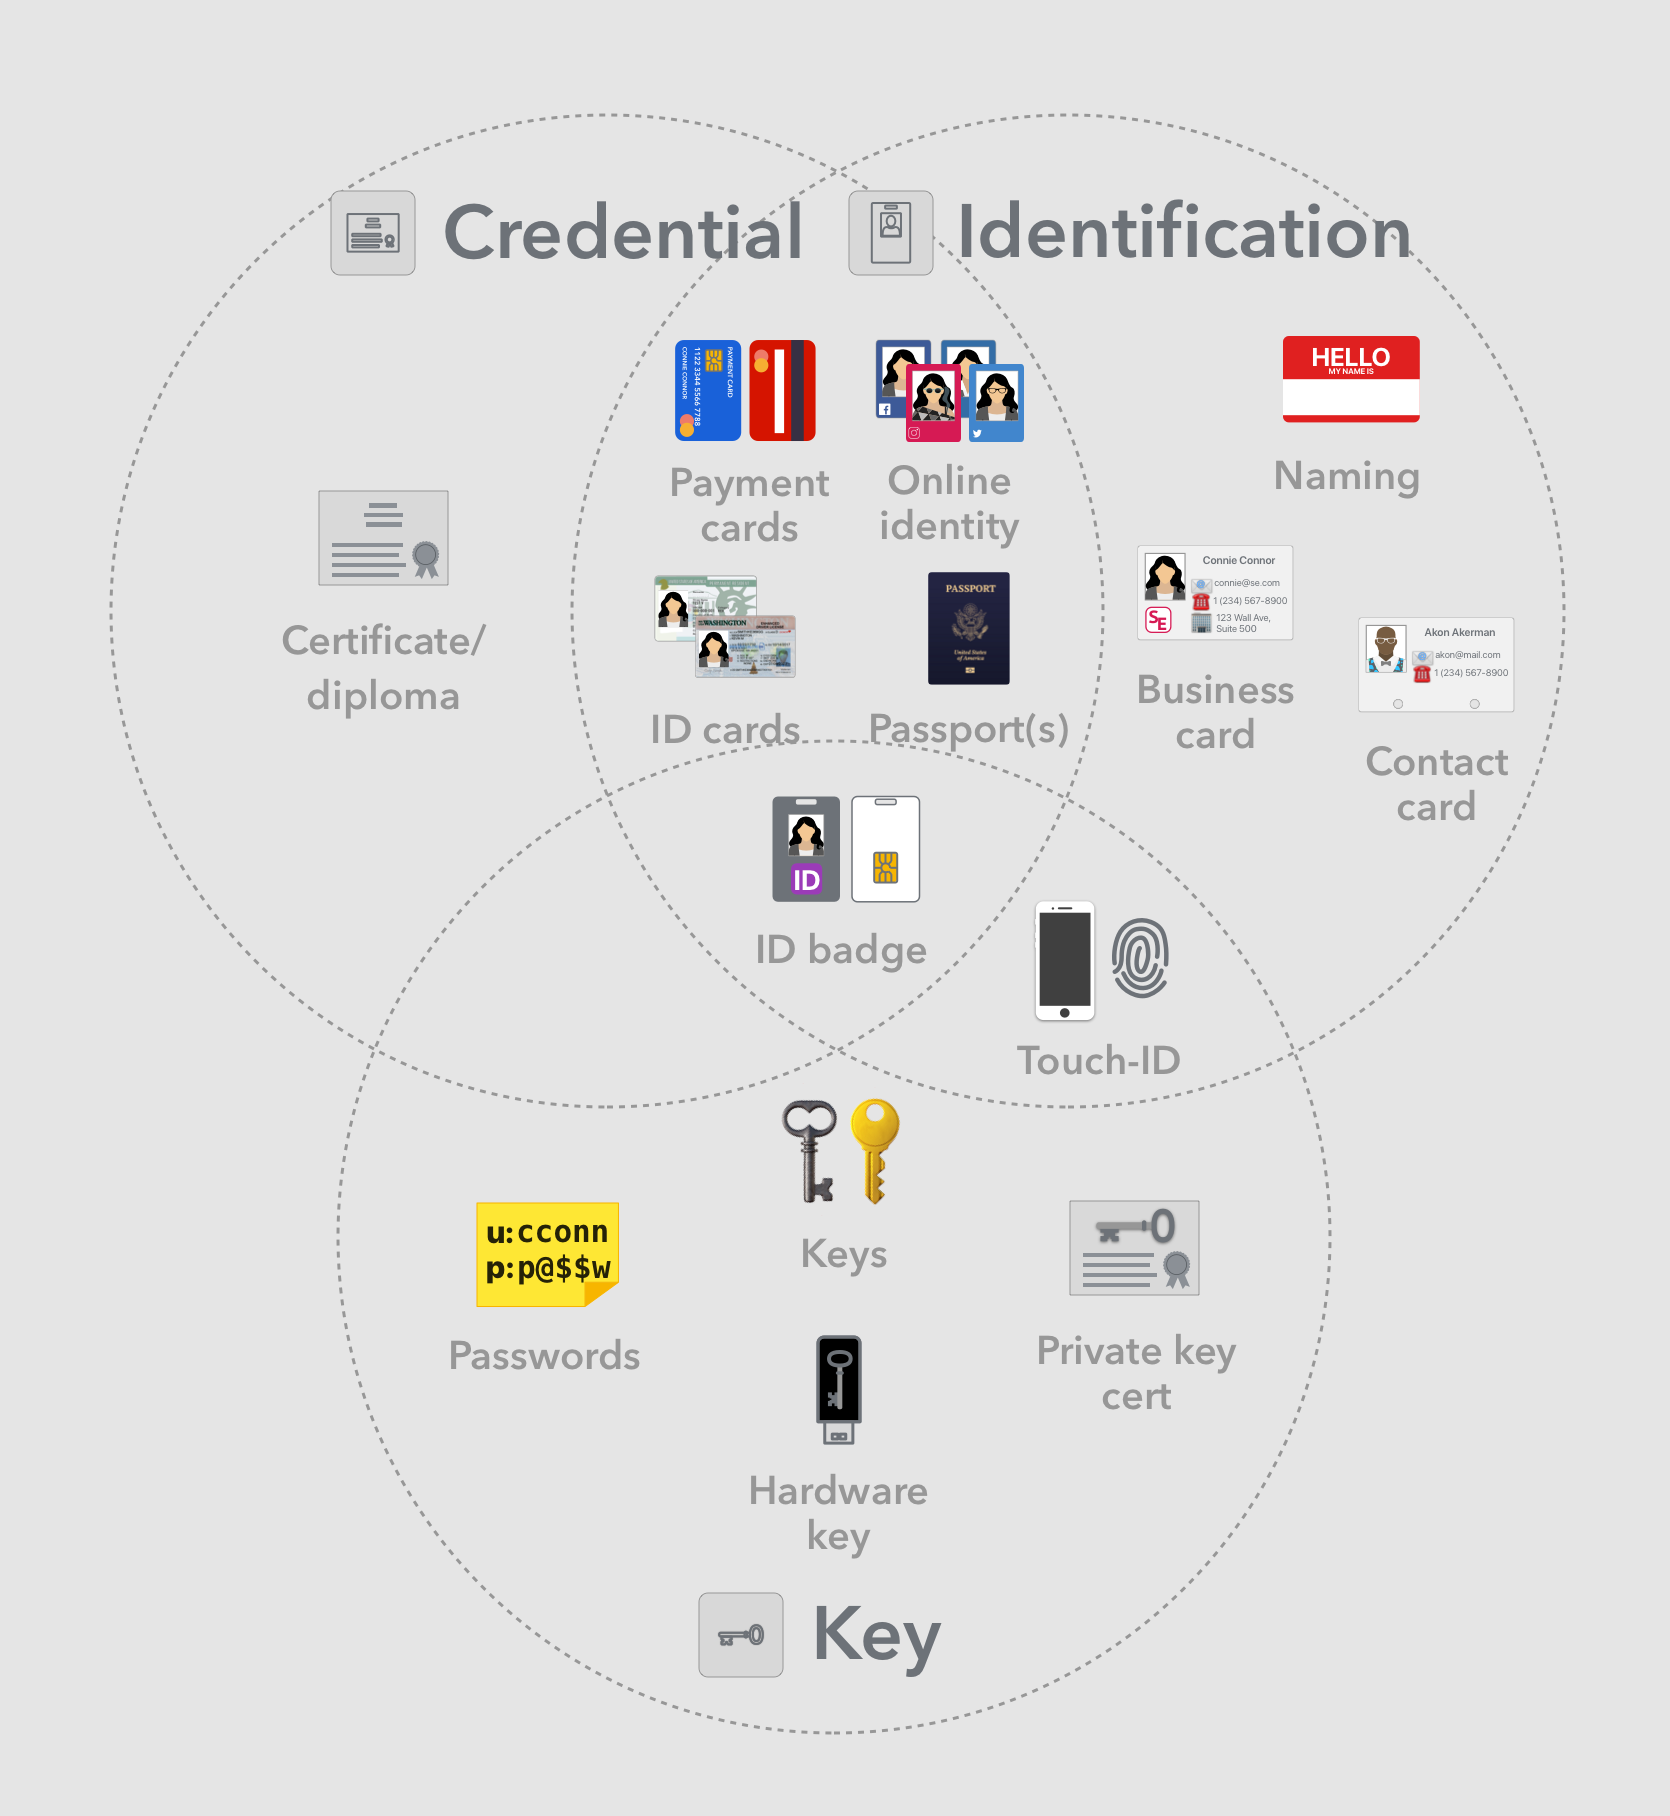 Credential
Identification
PAYMENT CARD
1122 3344 5566 7788
CONNIE CONNOR
HELLO
MY NAME IS
Payment
cards
Online
identity
Naming
Certificate/
diploma
WASHINGTON
ID cards
PASSPORT
United States
of America
Passport(s)
Connie Connor
connie@se.com
1 (234) 567-8900
123 Wall Ave,
Suite 500
SE
Business
card
Akon Akerman
akon@mail.com
1 (234) 567-8900
Contact
card
ID
ID badge
Touch-ID
u:cconn
p:p@$$w
Passwords
Keys
Private key
cert
Hardware
key
Key